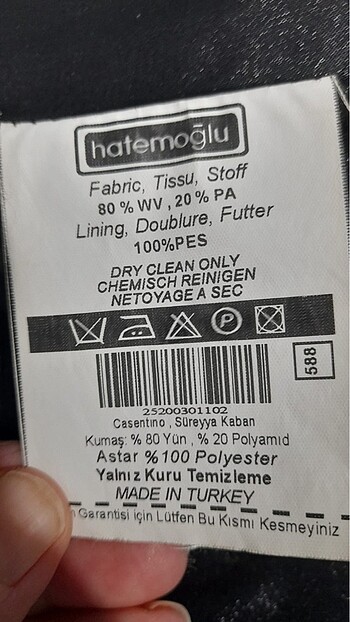 hatemoğlu
Fabric, Tissu, Stoff
80 % WV , 20 % PA
Lining, Doublure, Futter
100%PES
DRY CLEAN ONLY
CHEMISCH REINIGEN
NETOYAGE A SEC
P
588
25200301102
Casentino , Süreyya Kaban
Kumaş: % 80 Yün , % 20 Polyamid
Astar %100 Polyester
Yalnız Kuru Temizleme
MADE IN TURKEY
Garantisi için Lütfen Bu Kısmı Kesmeyiniz